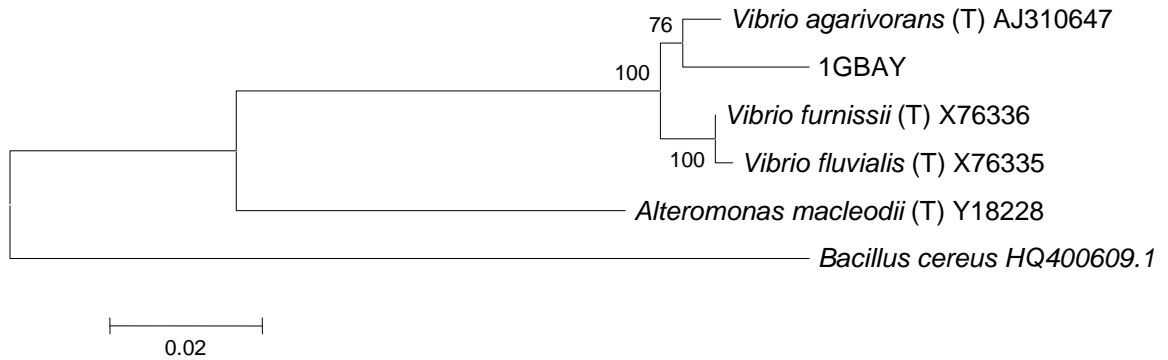 Vibrio agarivorans (T) AJ310647
76
1GBAY
100
Vibrio furnissii (T) X76336
100
Vibrio fluvialis (T) X76335
Alteromonas macleodii (T) Y18228
Bacillus cereus HQ400609.1
0.02